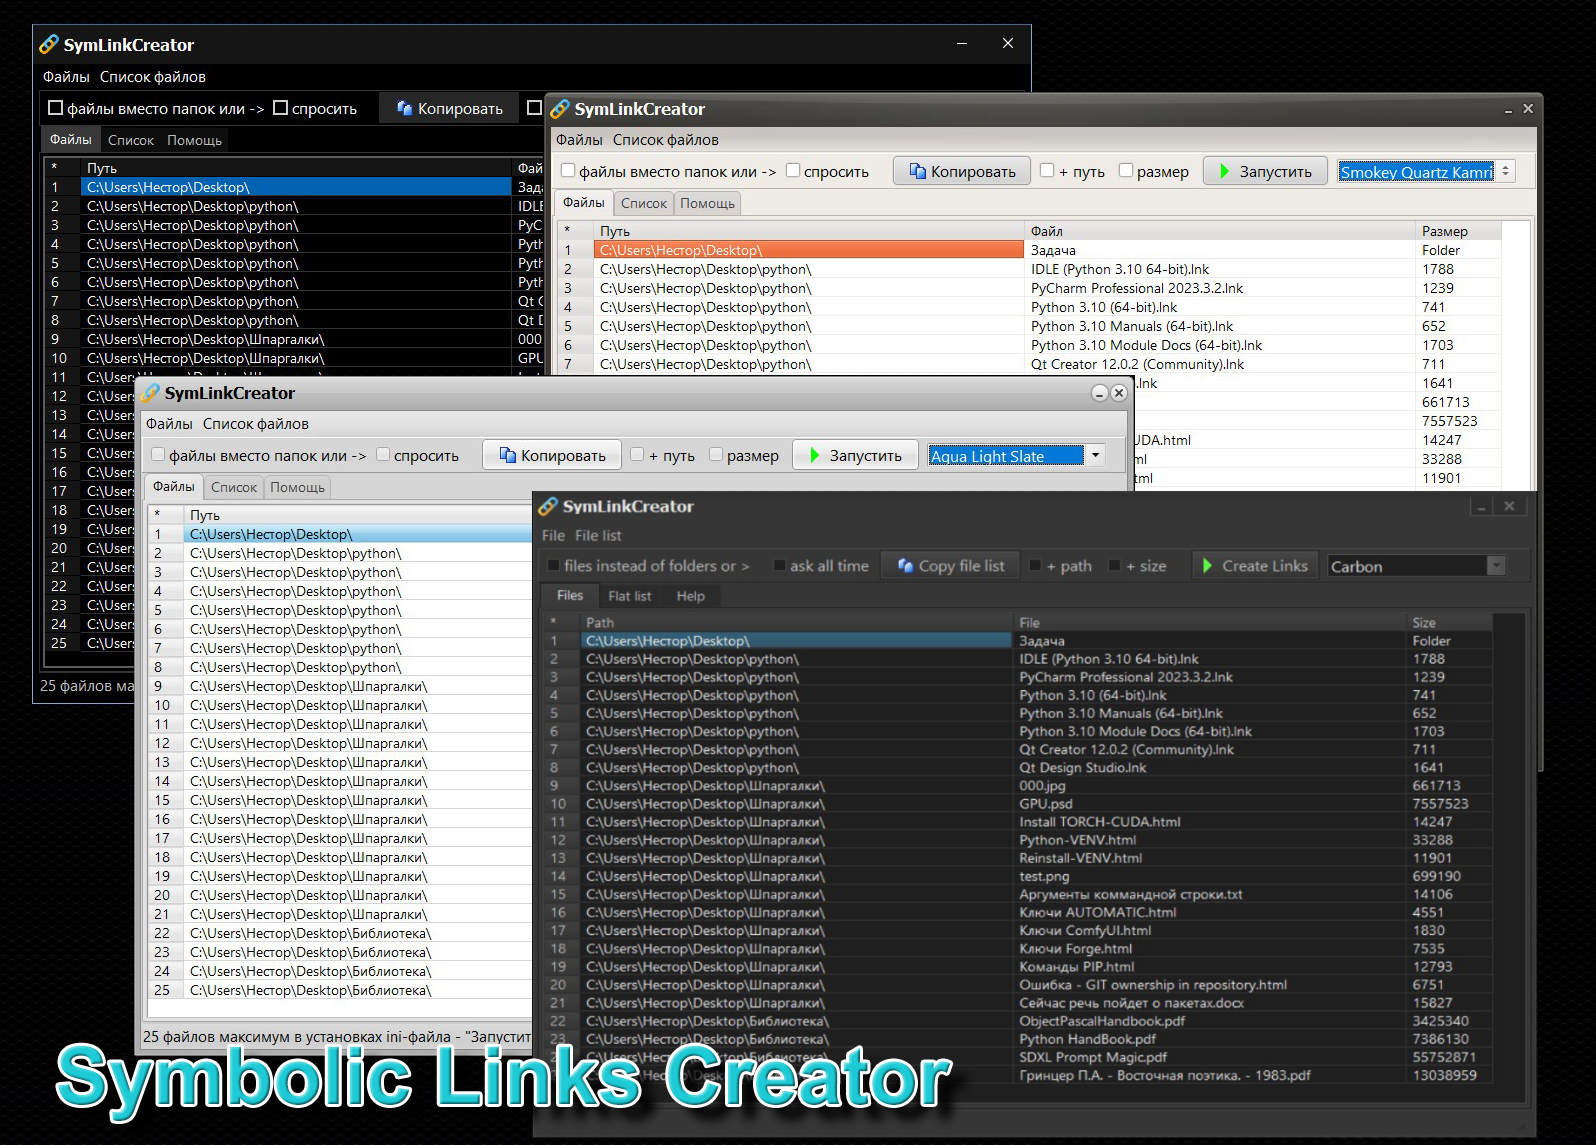 SymLinkCreator
Файлы Список файлов
файлы вместо папок или -> спросить Копировать
Файлы Список Помощь
* Путь Фай
1 C:\Users\Нестор\Desktop\ Зада
2 C:\Users\Нестор\Desktop\python\ IDLE
3 C:\Users\Нестор\Desktop\python\ PyC
4 C:\Users\Нестор\Desktop\python\ Pyth
5 C:\Users\Нестор\Desktop\python\ Pyth
6 C:\Users\Нестор\Desktop\python\ Pyth
7 C:\Users\Нестор\Desktop\python\ Qt C
8 C:\Users\Нестор\Desktop\python\ Qt D
9 C:\Users\Нестор\Desktop\Шпаргалки\ 000
10 C:\Users\Нестор\Desktop\Шпаргалки\ GPU
11 C:\User
12 C:\User
13 C:\User
14 C:\User
15 C:\User
16 C:\User
17 C:\User
18 C:\User
19 C:\User
20 C:\User
21 C:\User
22 C:\User
23 C:\User
24 C:\User
25 C:\User
25 файлов ма
SymLinkCreator
Файлы Список файлов
файлы вместо папок или -> спросить Копировать + путь размер Запустить Smokey Quartz Kamri
Файлы Список Помощь
* Путь Файл Размер
1 C:\Users\Нестор\Desktop\ Задача Folder
2 C:\Users\Нестор\Desktop\python\ IDLE (Python 3.10 64-bit).lnk 1788
3 C:\Users\Нестор\Desktop\python\ PyCharm Professional 2023.3.2.lnk 1239
4 C:\Users\Нестор\Desktop\python\ Python 3.10 (64-bit).lnk 741
5 C:\Users\Нестор\Desktop\python\ Python 3.10 Manuals (64-bit).lnk 652
6 C:\Users\Нестор\Desktop\python\ Python 3.10 Module Docs (64-bit).lnk 1703
7 C:\Users\Нестор\Desktop\python\ Qt Creator 12.0.2 (Community).lnk 711
.lnk 1641
661713
7557523
UDA.html 14247
ml 33288
tml 11901
SymLinkCreator
Файлы Список файлов
файлы вместо папок или -> спросить Копировать + путь размер Запустить Aqua Light Slate
Файлы Список Помощь
* Путь
1 C:\Users\Нестор\Desktop\
2 C:\Users\Нестор\Desktop\python\
3 C:\Users\Нестор\Desktop\python\
4 C:\Users\Нестор\Desktop\python\
5 C:\Users\Нестор\Desktop\python\
6 C:\Users\Нестор\Desktop\python\
7 C:\Users\Нестор\Desktop\python\
8 C:\Users\Нестор\Desktop\python\
9 C:\Users\Нестор\Desktop\Шпаргалки\
10 C:\Users\Нестор\Desktop\Шпаргалки\
11 C:\Users\Нестор\Desktop\Шпаргалки\
12 C:\Users\Нестор\Desktop\Шпаргалки\
13 C:\Users\Нестор\Desktop\Шпаргалки\
14 C:\Users\Нестор\Desktop\Шпаргалки\
15 C:\Users\Нестор\Desktop\Шпаргалки\
16 C:\Users\Нестор\Desktop\Шпаргалки\
17 C:\Users\Нестор\Desktop\Шпаргалки\
18 C:\Users\Нестор\Desktop\Шпаргалки\
19 C:\Users\Нестор\Desktop\Шпаргалки\
20 C:\Users\Нестор\Desktop\Шпаргалки\
21 C:\Users\Нестор\Desktop\Шпаргалки\
22 C:\Users\Нестор\Desktop\Библиотека\
23 C:\Users\Нестор\Desktop\Библиотека\
24 C:\Users\Нестор\Desktop\Библиотека\
25 C:\Users\Нестор\Desktop\Библиотека\
25 файлов максимум в установках ini-файла - "Запустит
SymLinkCreator
File File list
files instead of folders or > ask all time Copy file list + path + size Create Links Carbon
Files Flat list Help
* Path File Size
1 C:\Users\Нестор\Desktop\ Задача Folder
2 C:\Users\Нестор\Desktop\python\ IDLE (Python 3.10 64-bit).lnk 1788
3 C:\Users\Нестор\Desktop\python\ PyCharm Professional 2023.3.2.lnk 1239
4 C:\Users\Нестор\Desktop\python\ Python 3.10 (64-bit).lnk 741
5 C:\Users\Нестор\Desktop\python\ Python 3.10 Manuals (64-bit).lnk 652
6 C:\Users\Нестор\Desktop\python\ Python 3.10 Module Docs (64-bit).lnk 1703
7 C:\Users\Нестор\Desktop\python\ Qt Creator 12.0.2 (Community).lnk 711
8 C:\Users\Нестор\Desktop\python\ Qt Design Studio.lnk 1641
9 C:\Users\Нестор\Desktop\Шпаргалки\ 000.jpg 661713
10 C:\Users\Нестор\Desktop\Шпаргалки\ GPU.psd 7557523
11 C:\Users\Нестор\Desktop\Шпаргалки\ Install TORCH-CUDA.html 14247
12 C:\Users\Нестор\Desktop\Шпаргалки\ Python-VENV.html 33288
13 C:\Users\Нестор\Desktop\Шпаргалки\ Reinstall-VENV.html 11901
14 C:\Users\Нестор\Desktop\Шпаргалки\ test.png 699190
15 C:\Users\Нестор\Desktop\Шпаргалки\ Аргументы коммандной строки.txt 14106
16 C:\Users\Нестор\Desktop\Шпаргалки\ Ключи AUTOMATIC.html 4551
17 C:\Users\Нестор\Desktop\Шпаргалки\ Ключи ComfyUI.html 1830
18 C:\Users\Нестор\Desktop\Шпаргалки\ Ключи Forge.html 7535
19 C:\Users\Нестор\Desktop\Шпаргалки\ Команды PIP.html 12793
20 C:\Users\Нестор\Desktop\Шпаргалки\ Ошибка - GIT ownership in repository.html 6751
21 C:\Users\Нестор\Desktop\Шпаргалки\ Сейчас речь пойдет о пакетах.docx 15827
22 C:\Users\Нестор\Desktop\Библиотека\ ObjectPascalHandbook.pdf 3425340
23 C:\Users\Нестор\Desktop\Библиотека\ Python HandBook.pdf 7386130
SDXL Prompt Magic.pdf 55752871
Гринцер П.А. - Восточная поэтика. - 1983.pdf 13038959
Symbolic Links Creator